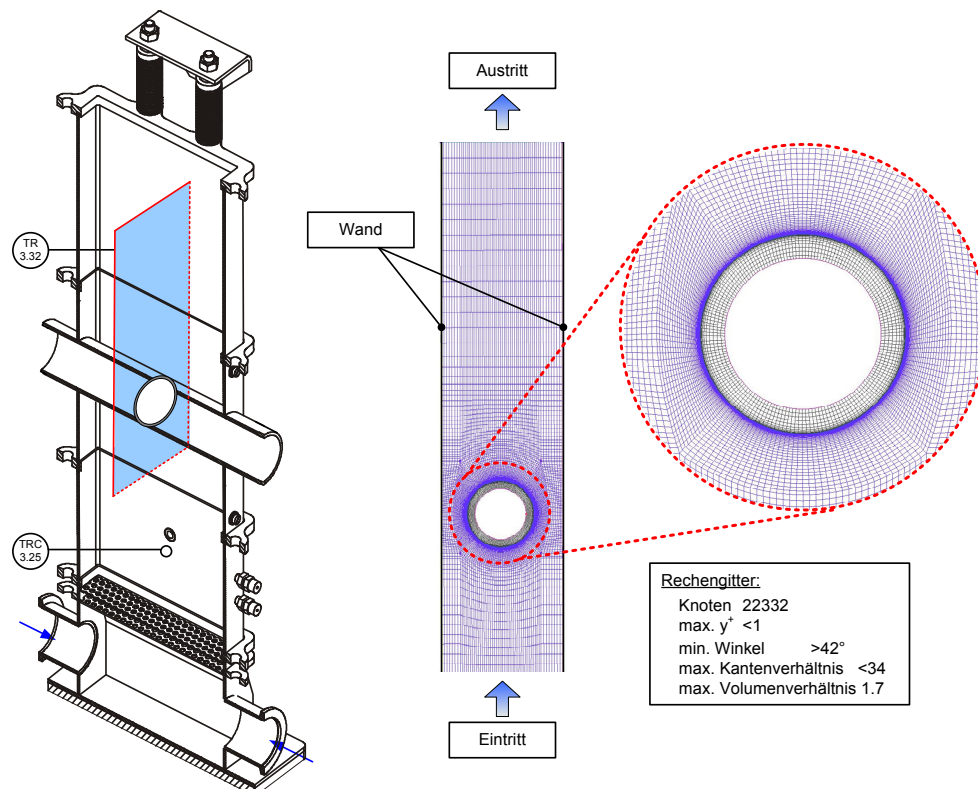 Austritt
TR
3.32
Wand
TRC
3.25
Eintritt
Rechengitter:
Knoten 22332
max. y+ <1
min. Winkel >42°
max. Kantenverhältnis <34
max. Volumenverhältnis 1.7